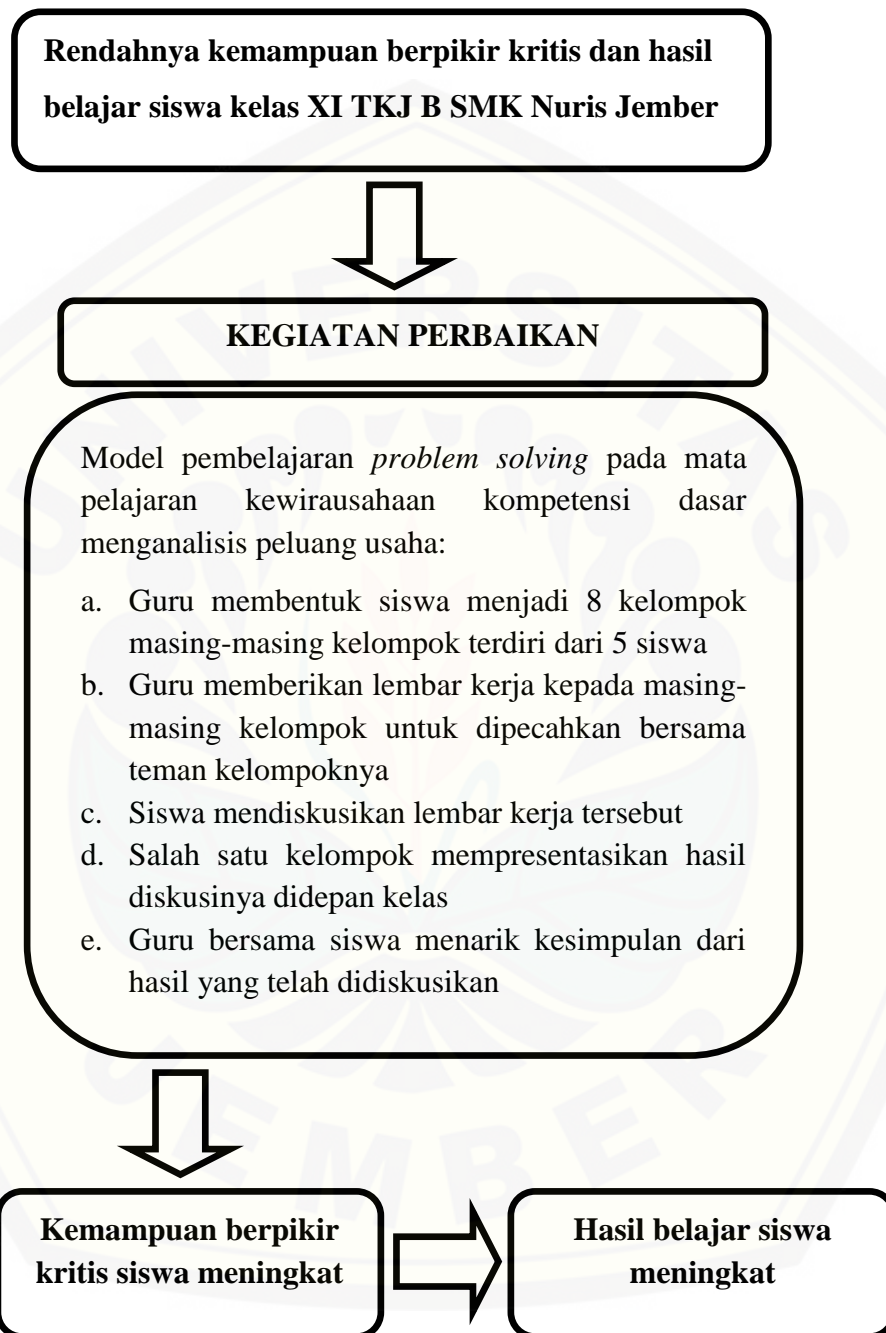 Rendahnya kemampuan berpikir kritis dan hasil
belajar siswa kelas XI TKJ B SMK Nuris Jember
KEGIATAN PERBAIKAN
Model pembelajaran problem solving pada mata
pelajaran kewirausahaan kompetensi dasar
menganalisis peluang usaha:
a. Guru membentuk siswa menjadi 8 kelompok
masing-masing kelompok terdiri dari 5 siswa
b. Guru memberikan lembar kerja kepada masing-
masing kelompok untuk dipecahkan bersama
teman kelompoknya
c. Siswa mendiskusikan lembar kerja tersebut
d. Salah satu kelompok mempresentasikan hasil
diskusinya didepan kelas
e. Guru bersama siswa menarik kesimpulan dari
hasil yang telah didiskusikan
Kemampuan berpikir
kritis siswa meningkat
Hasil belajar siswa
meningkat
UNIVERSITAS
JEMBER